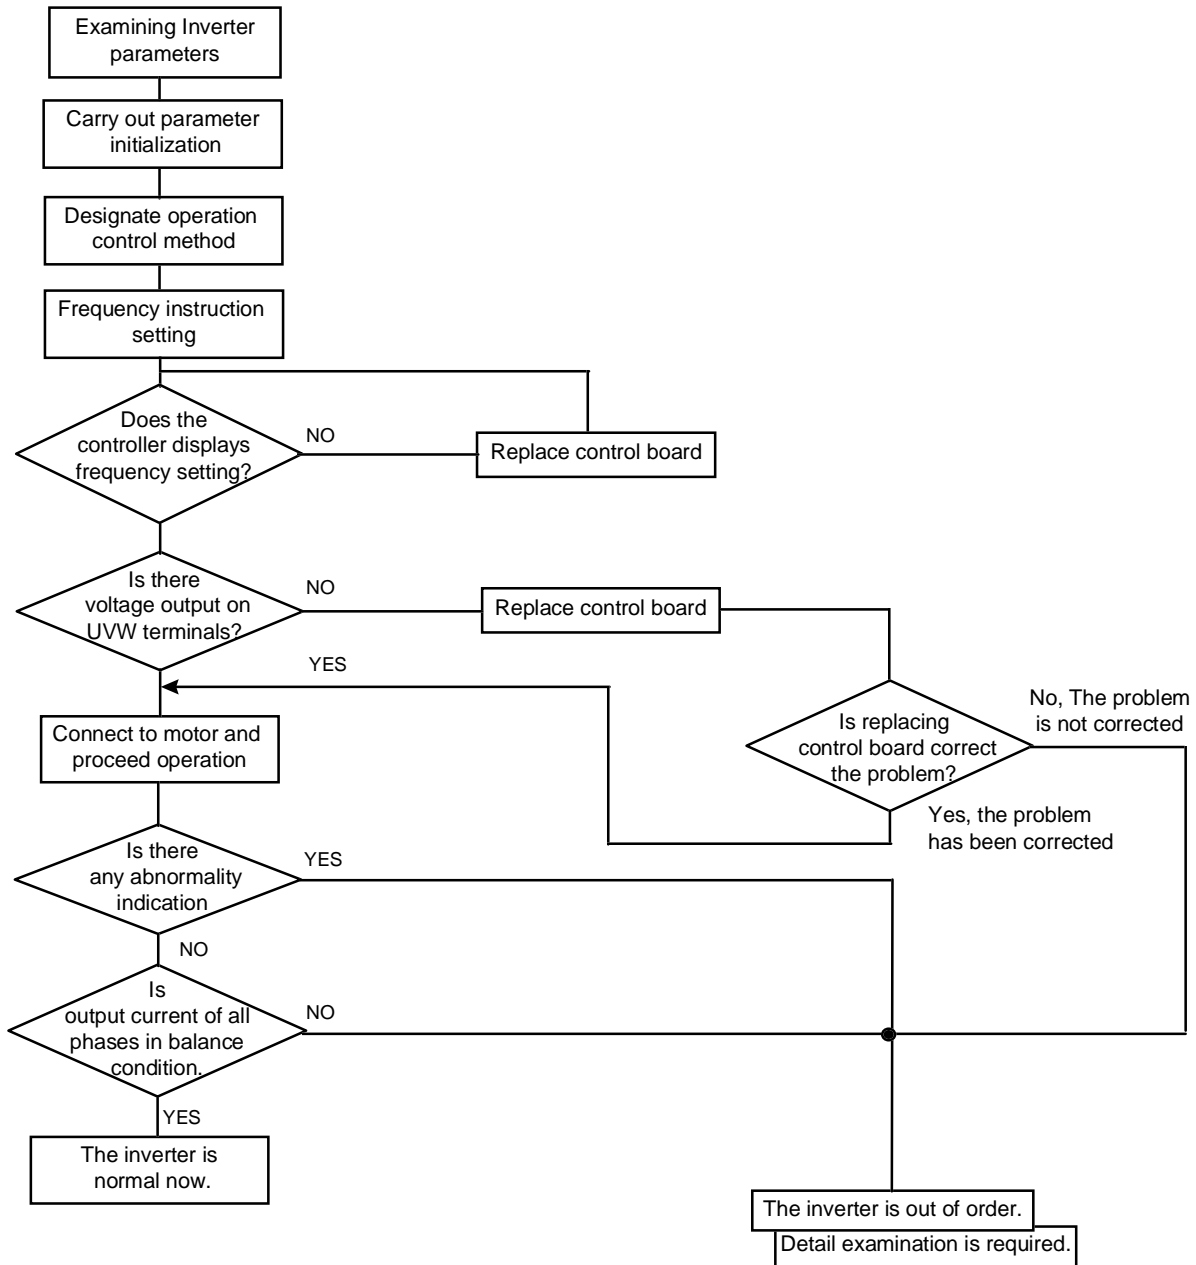 Examining Inverter
parameters
Carry out parameter
initialization
Designate operation
control method
Frequency instruction
setting
Does the
controller displays
frequency setting?
NO
Replace control board
Is there
voltage output on
UVW terminals?
NO
Replace control board
YES
Is replacing
control board correct
the problem?
No, The problem
is not corrected
Yes, the problem
has been corrected
Connect to motor and
proceed operation
Is there
any abnormality
indication
YES
NO
Is
output current of all
phases in balance
condition.
NO
YES
The inverter is
normal now.
The inverter is out of order.
Detail examination is required.